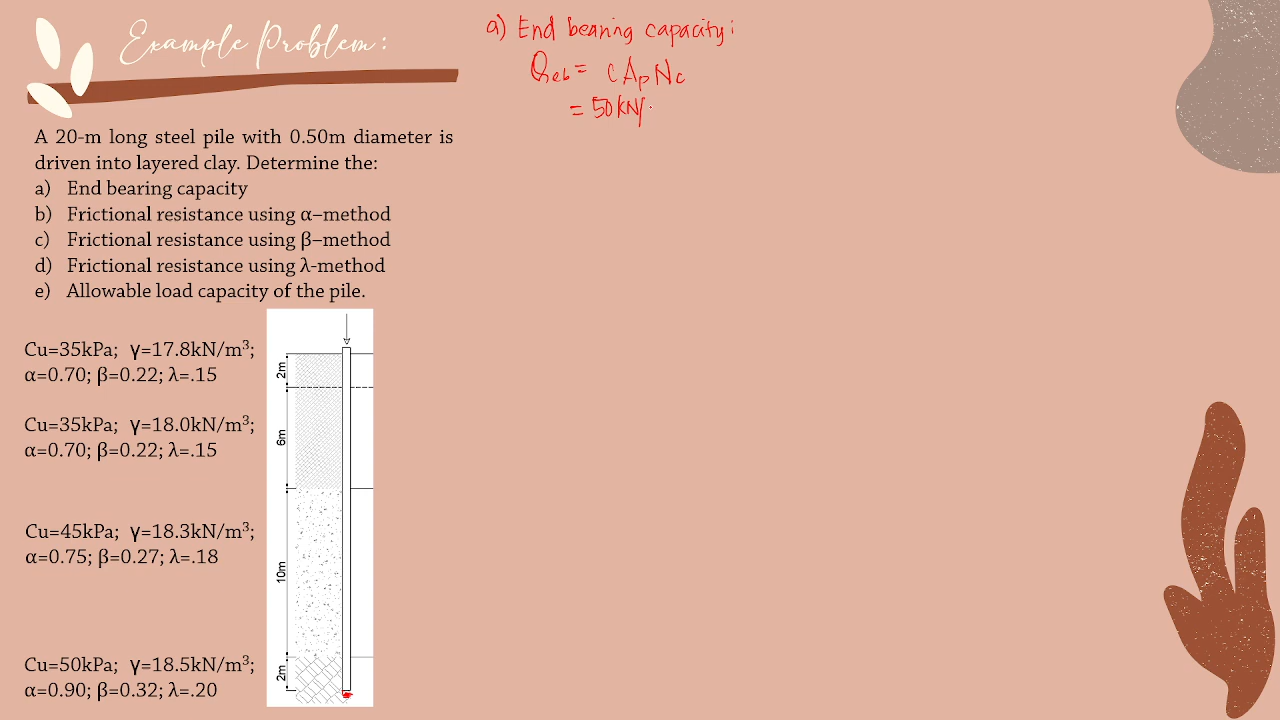 Example Problem:
A 20-m long steel pile with 0.50m diameter is
driven into layered clay. Determine the:
a) End bearing capacity
b) Frictional resistance using α–method
c) Frictional resistance using β–method
d) Frictional resistance using λ-method
e) Allowable load capacity of the pile.
Cu=35kPa; γ=17.8kN/m³;
α=0.70; β=0.22; λ=.15
Cu=35kPa; γ=18.0kN/m³;
α=0.70; β=0.22; λ=.15
Cu=45kPa; γ=18.3kN/m³;
α=0.75; β=0.27; λ=.18
Cu=50kPa; γ=18.5kN/m³;
α=0.90; β=0.32; λ=.20
2m
6m
10m
2m
a) End bearing capacity:
Qeb = cApNc
= 50kN/